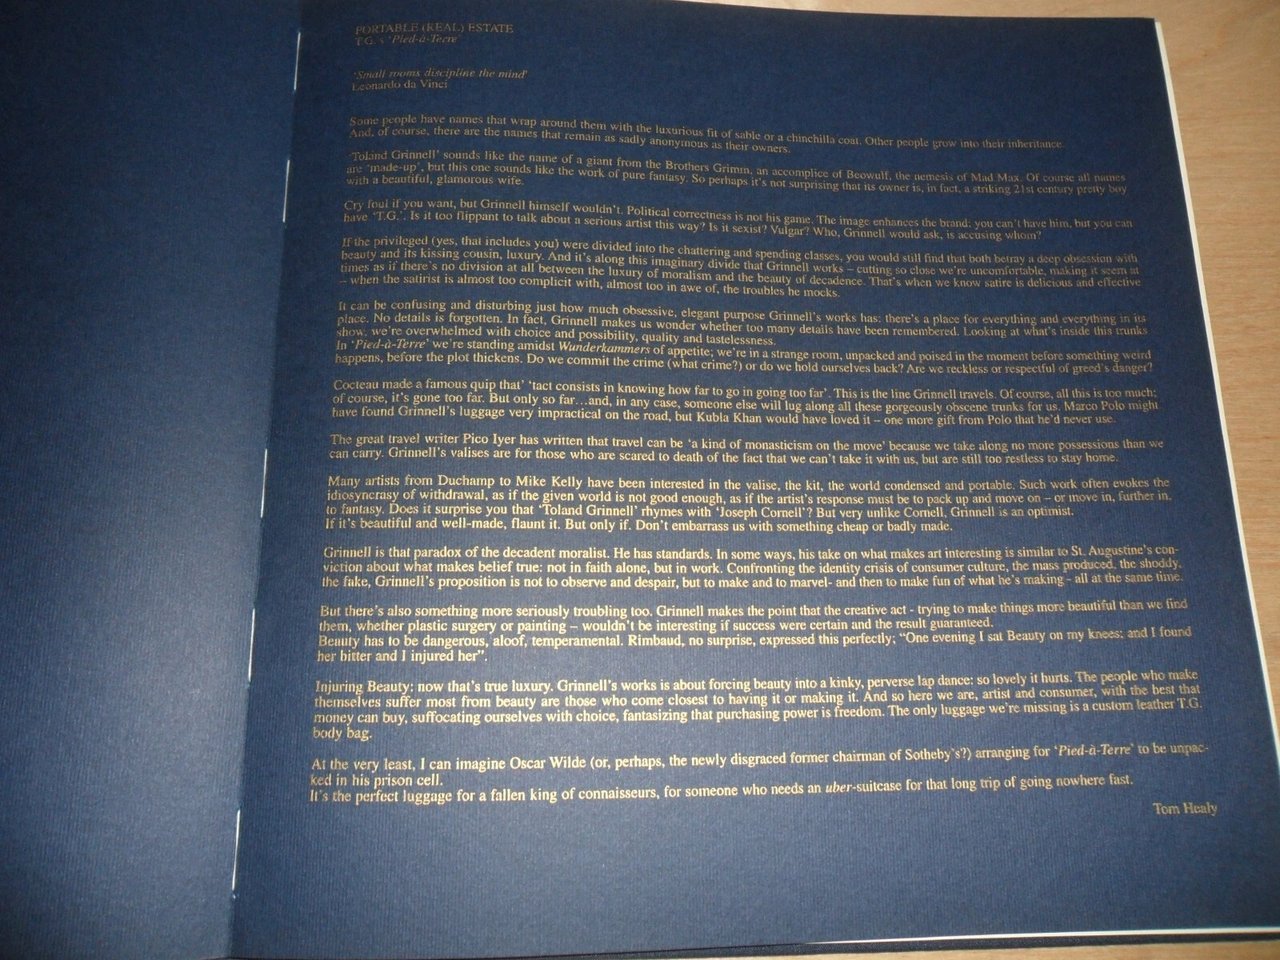 PORTABLE (REAL) ESTATE
T.G.'s 'Pied-à-Terre'
'Small rooms discipline the mind'
Leonardo da Vinci
Some people have names that wrap around them with the luxurious fit of sable or a chinchilla coat. Other people grow into their inheritance.
And, of course, there are the names that remain as sadly anonymous as their owners.
'Toland Grinnell' sounds like the name of a giant from the Brothers Grimm, an accomplice of Beowulf, the nemesis of Mad Max. Of course all names
are 'made-up', but this one sounds like the work of pure fantasy. So perhaps it's not surprising that its owner is, in fact, a striking 21st century pretty boy
with a beautiful, glamorous wife.
Cry foul if you want, but Grinnell himself wouldn't. Political correctness is not his game. The image enhances the brand: you can't have him, but you can
have 'T.G.'. Is it too flippant to talk about a serious artist this way? Is it sexist? Vulgar? Who, Grinnell would ask, is accusing whom?
If the privileged (yes, that includes you) were divided into the chattering and spending classes, you would still find that both betray a deep obsession with
beauty and its kissing cousin, luxury. And it's along this imaginary divide that Grinnell works – cutting so close we're uncomfortable, making it seem at
times as if there's no division at all between the luxury of moralism and the beauty of decadence. That's when we know satire is delicious and effective
– when the satirist is almost too complicit with, almost too in awe of, the troubles he mocks.
It can be confusing and disturbing just how much obsessive, elegant purpose Grinnell's works has: there's a place for everything and everything in its
place. No details is forgotten. In fact, Grinnell makes us wonder whether too many details have been remembered. Looking at what's inside this trunks
show, we're overwhelmed with choice and possibility, quality and tastelessness.
In 'Pied-à-Terre' we're standing amidst Wunderkammers of appetite; we're in a strange room, unpacked and poised in the moment before something weird
happens, before the plot thickens. Do we commit the crime (what crime?) or do we hold ourselves back? Are we reckless or respectful of greed's danger?
Cocteau made a famous quip that' 'tact consists in knowing how far to go in going too far'. This is the line Grinnell travels. Of course, all this is too much;
of course, it's gone too far. But only so far…and, in any case, someone else will lug along all these gorgeously obscene trunks for us. Marco Polo might
have found Grinnell's luggage very impractical on the road, but Kubla Khan would have loved it – one more gift from Polo that he'd never use.
The great travel writer Pico Iyer has written that travel can be 'a kind of monasticism on the move' because we take along no more possessions than we
can carry. Grinnell's valises are for those who are scared to death of the fact that we can't take it with us, but are still too restless to stay home.
Many artists from Duchamp to Mike Kelly have been interested in the valise, the kit, the world condensed and portable. Such work often evokes the
idiosyncrasy of withdrawal, as if the given world is not good enough, as if the artist's response must be to pack up and move on – or move in, further in,
to fantasy. Does it surprise you that 'Toland Grinnell' rhymes with 'Joseph Cornell'? But very unlike Cornell, Grinnell is an optimist.
If it's beautiful and well-made, flaunt it. But only if. Don't embarrass us with something cheap or badly made.
Grinnell is that paradox of the decadent moralist. He has standards. In some ways, his take on what makes art interesting is similar to St. Augustine's con-
viction about what makes belief true: not in faith alone, but in work. Confronting the identity crisis of consumer culture, the mass produced, the shoddy,
the fake, Grinnell's proposition is not to observe and despair, but to make and to marvel- and then to make fun of what he's making - all at the same time.
But there's also something more seriously troubling too. Grinnell makes the point that the creative act - trying to make things more beautiful than we find
them, whether plastic surgery or painting – wouldn't be interesting if success were certain and the result guaranteed.
Beauty has to be dangerous, aloof, temperamental. Rimbaud, no surprise, expressed this perfectly; "One evening I sat Beauty on my knees: and I found
her bitter and I injured her".
Injuring Beauty: now that's true luxury. Grinnell's works is about forcing beauty into a kinky, perverse lap dance: so lovely it hurts. The people who make
themselves suffer most from beauty are those who come closest to having it or making it. And so here we are, artist and consumer, with the best that
money can buy, suffocating ourselves with choice, fantasizing that purchasing power is freedom. The only luggage we're missing is a custom leather T.G.
body bag.
At the very least, I can imagine Oscar Wilde (or, perhaps, the newly disgraced former chairman of Sotheby's?) arranging for 'Pied-à-Terre' to be unpac-
ked in his prison cell.
It's the perfect luggage for a fallen king of connaisseurs, for someone who needs an uber-suitcase for that long trip of going nowhere fast.
Tom Healy